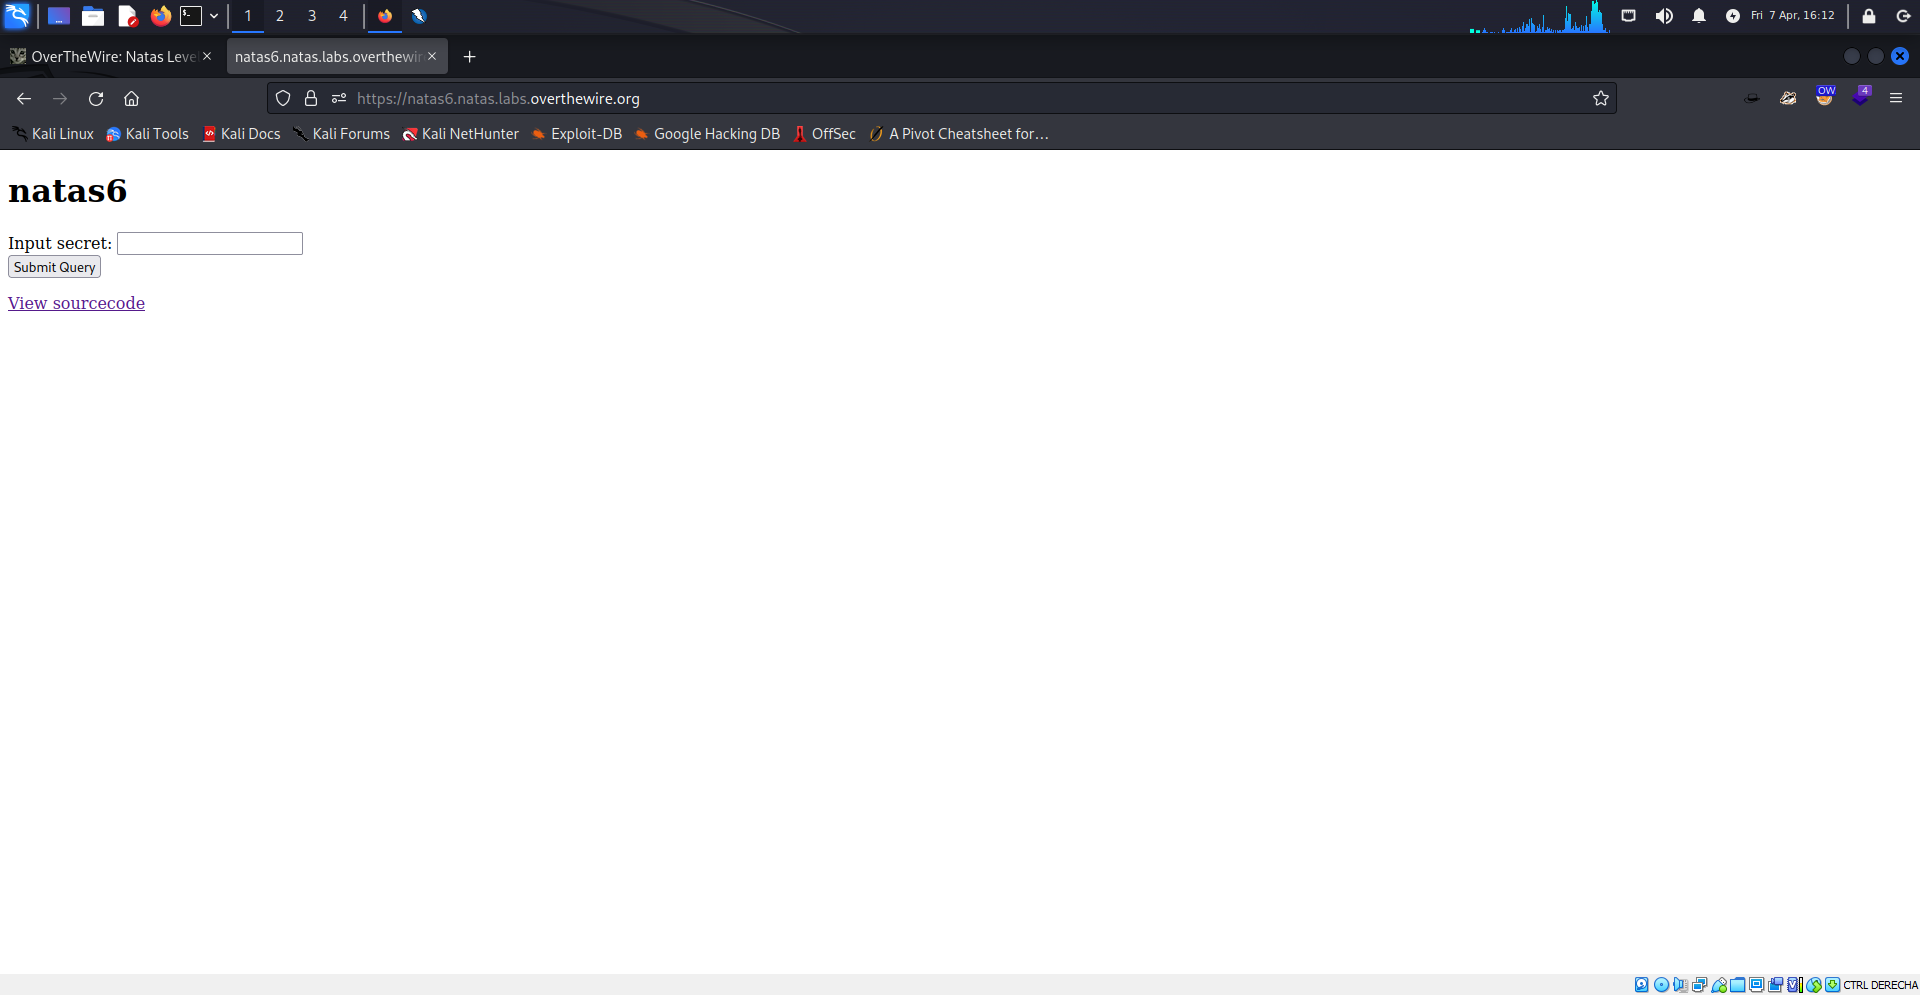 1 2 3 4 Fri 7 Apr, 16:12
OverTheWire: Natas Leve natas6.natas.labs.overthewir
https://natas6.natas.labs.overthewire.org OW 4
Kali Linux Kali Tools Kali Docs Kali Forums Kali NetHunter Exploit-DB Google Hacking DB OffSec A Pivot Cheatsheet for…
natas6
Input secret:
Submit Query
View sourcecode
CTRL DERECHA